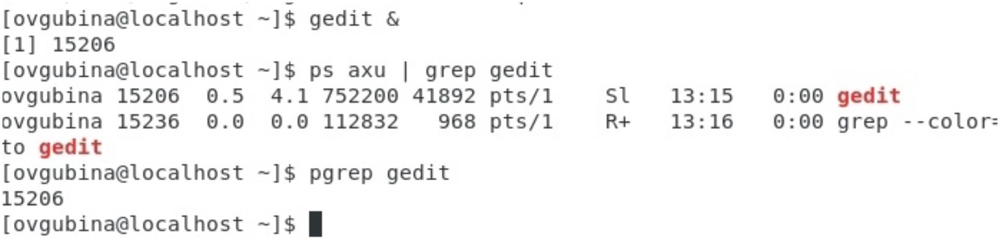 [ovgubina@localhost ~]$ gedit &
[1] 15206
[ovgubina@localhost ~]$ ps axu | grep gedit
ovgubina 15206  0.5  4.1 752200 41892 pts/1    Sl   13:15   0:00 gedit
ovgubina 15236  0.0  0.0 112832   968 pts/1    R+   13:16   0:00 grep --color=
to gedit
[ovgubina@localhost ~]$ pgrep gedit
15206
[ovgubina@localhost ~]$